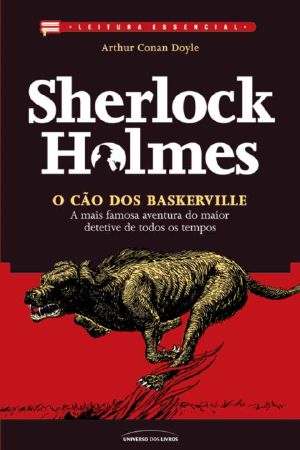 LEITURA ESSENCIAL
Arthur Conan Doyle
Sherlock
Holmes
O CÃO DOS BASKERVILLE
A mais famosa aventura do maior
detetive de todos os tempos
UNIVERSO DOS LIVROS